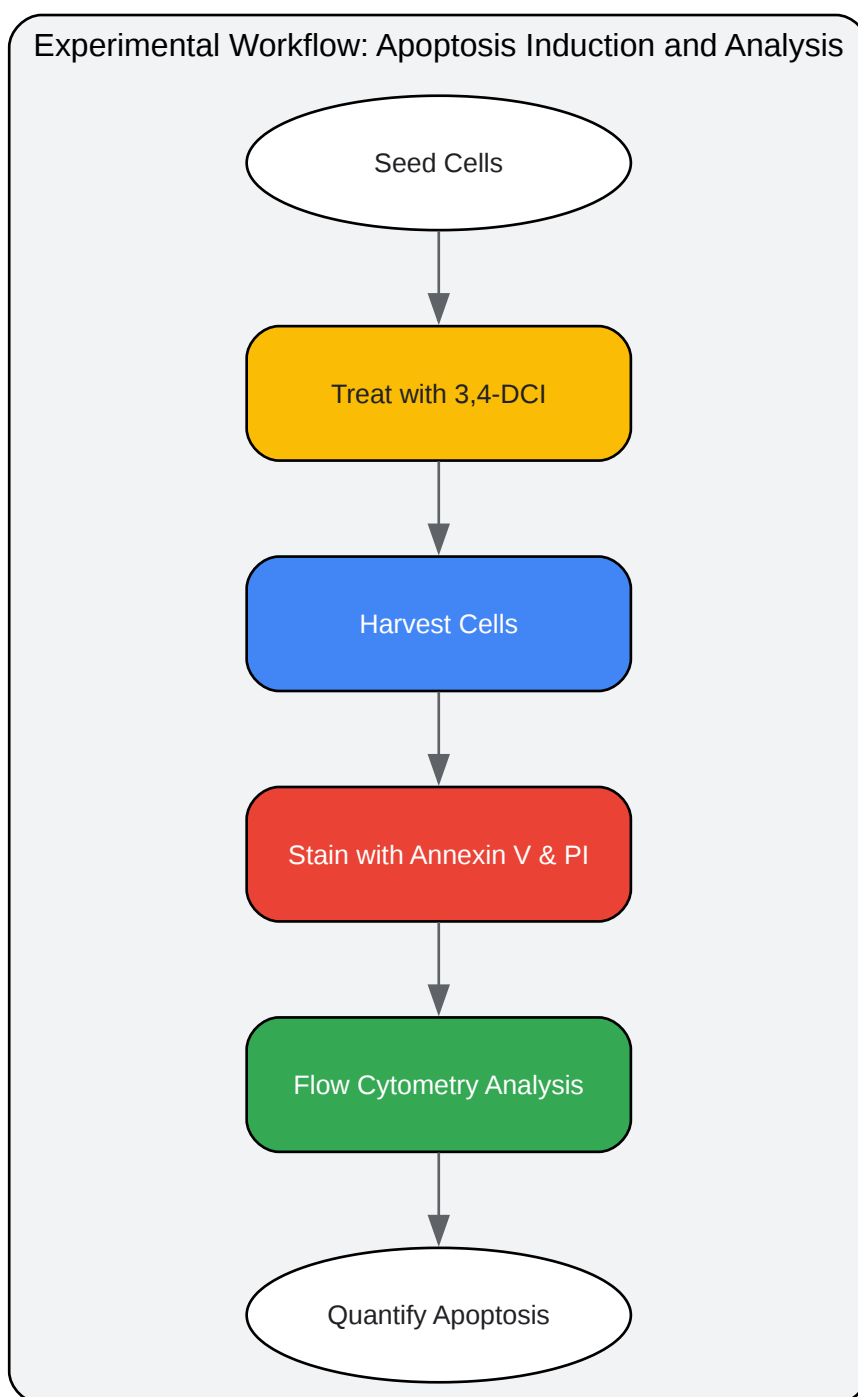 Experimental Workflow: Apoptosis Induction and Analysis
Seed Cells
Treat with 3,4-DCI
Harvest Cells
Stain with Annexin V & PI
Flow Cytometry Analysis
Quantify Apoptosis